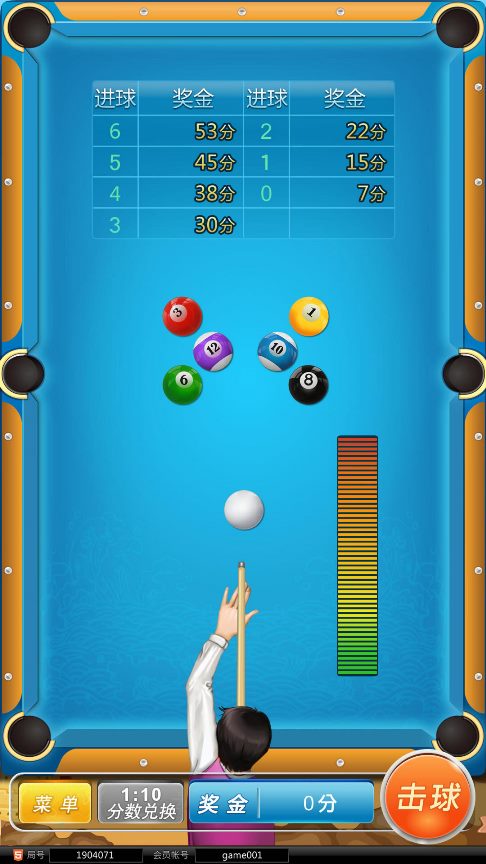 进球 奖金 进球 奖金
6 53分 2 22分
5 45分 1 15分
4 38分 0 7分
3 30分
3 1
12 10
6 8
菜单 1:10 分数兑换 奖金 0分 击球
局号 1904071 会员帐号 game001